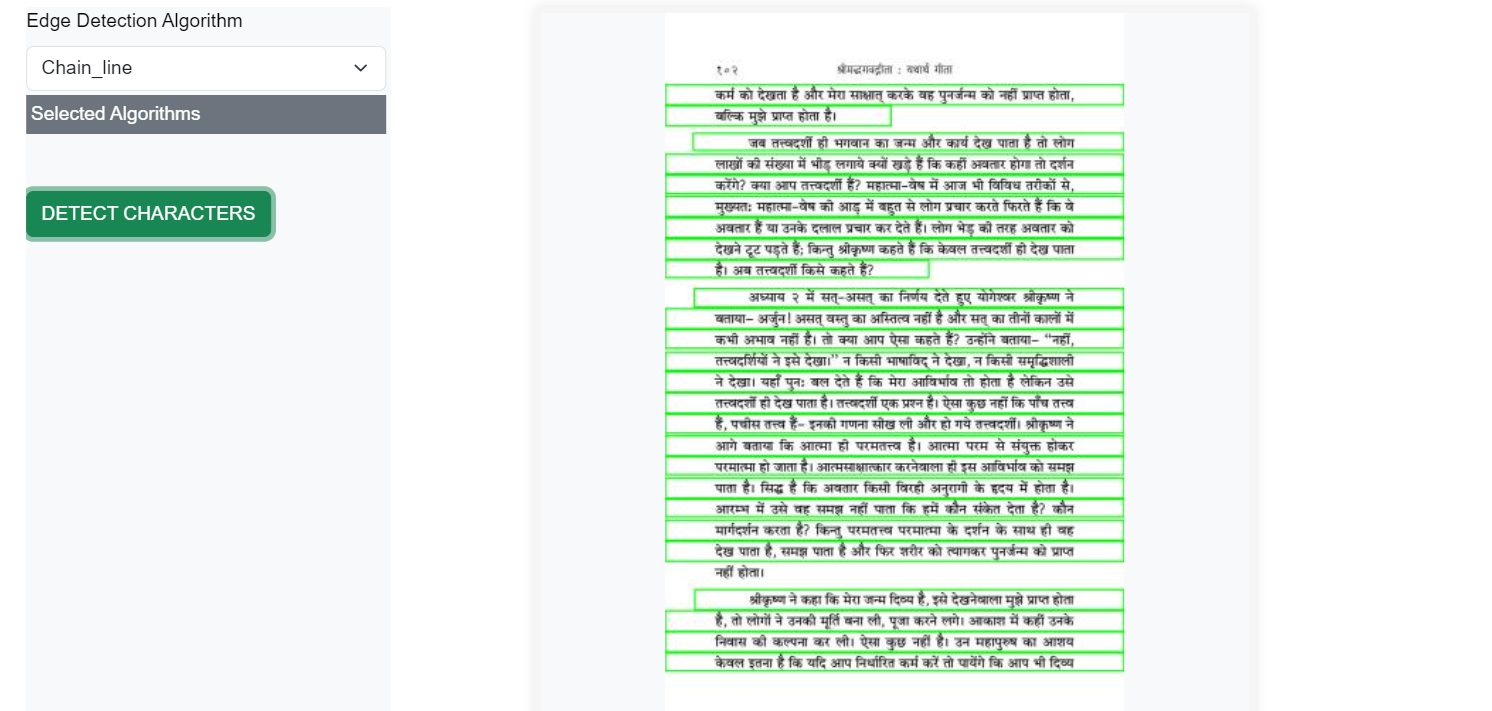 Edge Detection Algorithm
Chain_line
Selected Algorithms
DETECT CHARACTERS
१०२ श्रीमद्भगवद्गीता : यथार्थ गीता
कर्म को देखता है और मेरा साक्षात् करके वह पुनर्जन्म को नहीं प्राप्त होता,
बल्कि मुझे प्राप्त होता है।
जब तत्त्वदर्शी ही भगवान का जन्म और कार्य देख पाता है तो लोग
लाखों की संख्या में भीड़ लगाये क्यों खड़े हैं कि कहीं अवतार होगा तो दर्शन
करेंगे? क्या आप तत्त्वदर्शी हैं? महात्मा-वेष में आज भी विविध तरीकों से,
मुख्यतः महात्मा-वेष की आड़ में बहुत से लोग प्रचार करते फिरते हैं कि वे
अवतार हैं या उनके दलाल प्रचार कर देते हैं। लोग भेड़ की तरह अवतार को
देखने टूट पड़ते हैं; किन्तु श्रीकृष्ण कहते हैं कि केवल तत्त्वदर्शी ही देख पाता
है। अब तत्त्वदर्शी किसे कहते हैं?
अध्याय २ में सत्-असत् का निर्णय देते हुए योगेश्वर श्रीकृष्ण ने
बताया– अर्जुन! असत् वस्तु का अस्तित्व नहीं है और सत् का तीनों कालों में
कभी अभाव नहीं है। तो क्या आप ऐसा कहते हैं? उन्होंने बताया– “नहीं,
तत्त्वदर्शियों ने इसे देखा।” न किसी भाषाविद् ने देखा, न किसी समृद्धिशाली
ने देखा। यहाँ पुनः बल देते हैं कि मेरा आविर्भाव तो होता है लेकिन उसे
तत्त्वदर्शी ही देख पाता है। तत्त्वदर्शी एक प्रश्न है। ऐसा कुछ नहीं कि पाँच तत्त्व
हैं, पचीस तत्त्व हैं– इनकी गणना सीख ली और हो गये तत्त्वदर्शी। श्रीकृष्ण ने
आगे बताया कि आत्मा ही परमतत्त्व है। आत्मा परम से संयुक्त होकर
परमात्मा हो जाता है। आत्मसाक्षात्कार करनेवाला ही इस आविर्भाव को समझ
पाता है। सिद्ध है कि अवतार किसी विरही अनुरागी के हृदय में होता है।
आरम्भ में उसे वह समझ नहीं पाता कि हमें कौन संकेत देता है? कौन
मार्गदर्शन करता है? किन्तु परमतत्त्व परमात्मा के दर्शन के साथ ही वह
देख पाता है, समझ पाता है और फिर शरीर को त्यागकर पुनर्जन्म को प्राप्त
नहीं होता।
श्रीकृष्ण ने कहा कि मेरा जन्म दिव्य है, इसे देखनेवाला मुझे प्राप्त होता
है, तो लोगों ने उनकी मूर्ति बना ली, पूजा करने लगे। आकाश में कहीं उनके
निवास की कल्पना कर ली। ऐसा कुछ नहीं है। उन महापुरुष का आशय
केवल इतना है कि यदि आप निर्धारित कर्म करें तो पायेंगे कि आप भी दिव्य